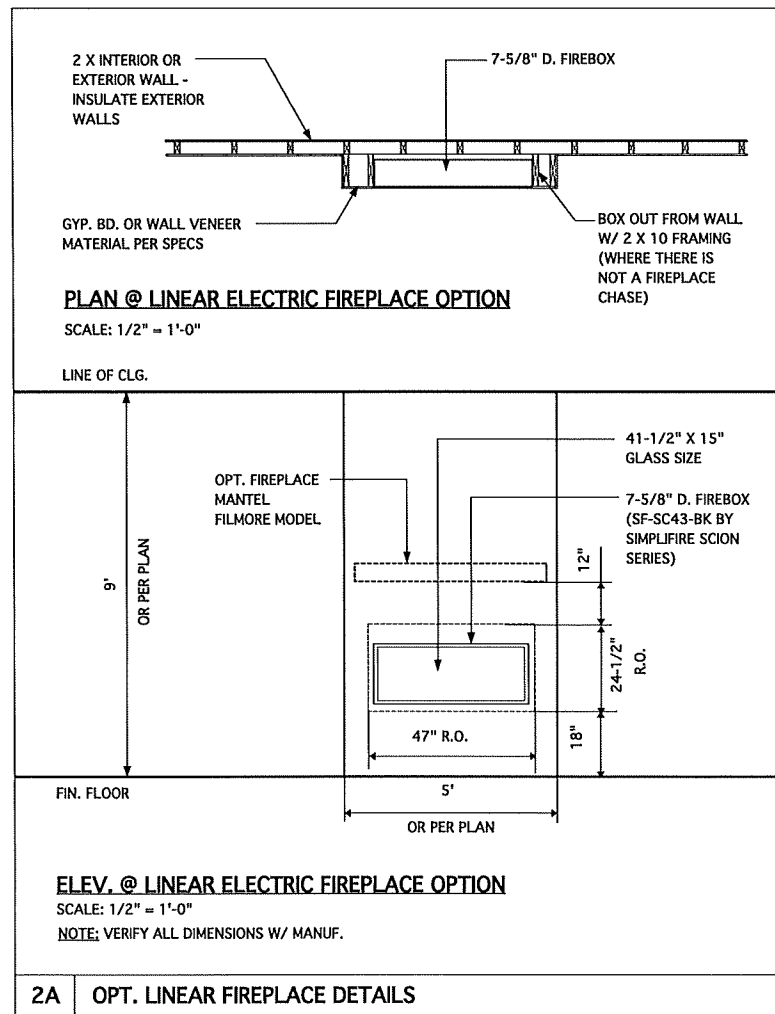 2 X INTERIOR OR
EXTERIOR WALL -
INSULATE EXTERIOR
WALLS
7-5/8" D. FIREBOX
GYP. BD. OR WALL VENEER
MATERIAL PER SPECS
BOX OUT FROM WALL
W/ 2 X 10 FRAMING
(WHERE THERE IS
NOT A FIREPLACE
CHASE)
PLAN @ LINEAR ELECTRIC FIREPLACE OPTION
SCALE: 1/2" = 1'-0"
LINE OF CLG.
41-1/2" X 15"
GLASS SIZE
OPT. FIREPLACE
MANTEL
FILMORE MODEL
7-5/8" D. FIREBOX
(SF-SC43-BK BY
SIMPLIFIRE SCION
SERIES)
9'
OR PER PLAN
12"
24-1/2"
R.O.
18"
47" R.O.
FIN. FLOOR
5'
OR PER PLAN
ELEV. @ LINEAR ELECTRIC FIREPLACE OPTION
SCALE: 1/2" = 1'-0"
NOTE: VERIFY ALL DIMENSIONS W/ MANUF.
2A OPT. LINEAR FIREPLACE DETAILS